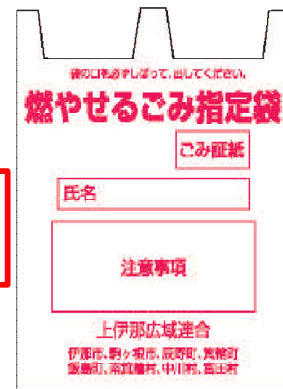 袋の口を必ずしばって、出してください。
燃やせるごみ指定袋
ごみ証紙
氏名
注意事項
上伊那広域連合
伊那市、駒ヶ根市、辰野町、箕輪町
飯島町、南箕輪村、中川村、宮田村